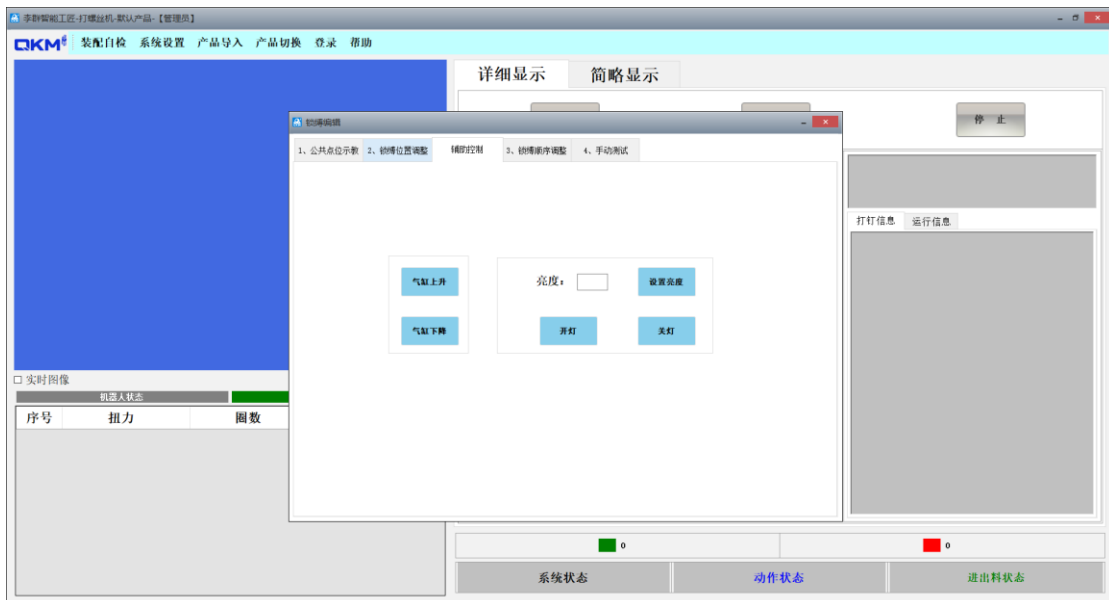 李群智能工匠-打螺丝机-默认产品-【管理员】
QKM 装配自检 系统设置 产品导入 产品切换 登录 帮助
详细显示 简略显示
停 止
锁缚编辑
1、公共点位示教 2、锁缚位置调整 辅助控制 3、锁缚顺序调整 4、手动测试
打钉信息 运行信息
气缸上升 亮度: 设置亮度
气缸下降 开灯 关灯
实时图像
机器人状态
序号 扭力 圈数
0 0
系统状态 动作状态 进出料状态